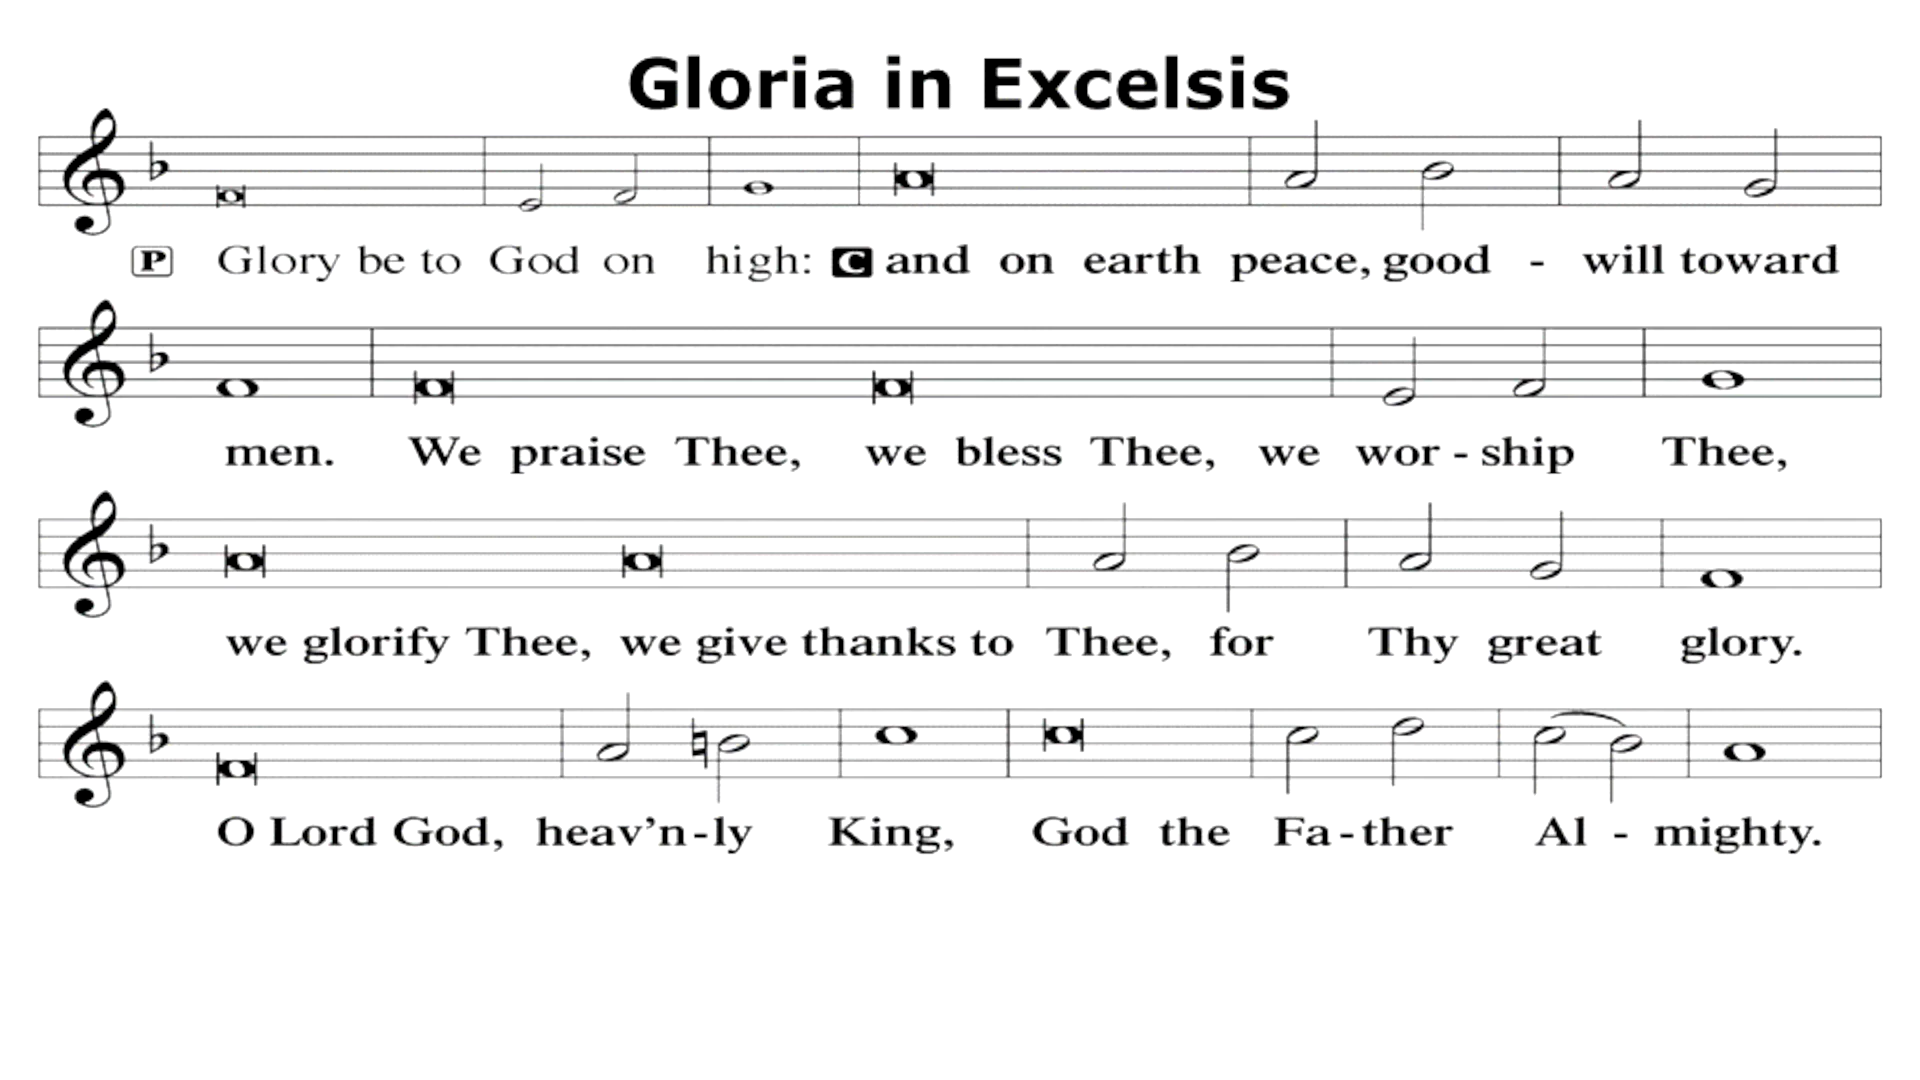 Gloria in Excelsis
P Glory be to God on high: C and on earth peace, good - will toward
men. We praise Thee, we bless Thee, we wor - ship Thee,
we glorify Thee, we give thanks to Thee, for Thy great glory.
O Lord God, heav’n - ly King, God the Fa - ther Al - mighty.